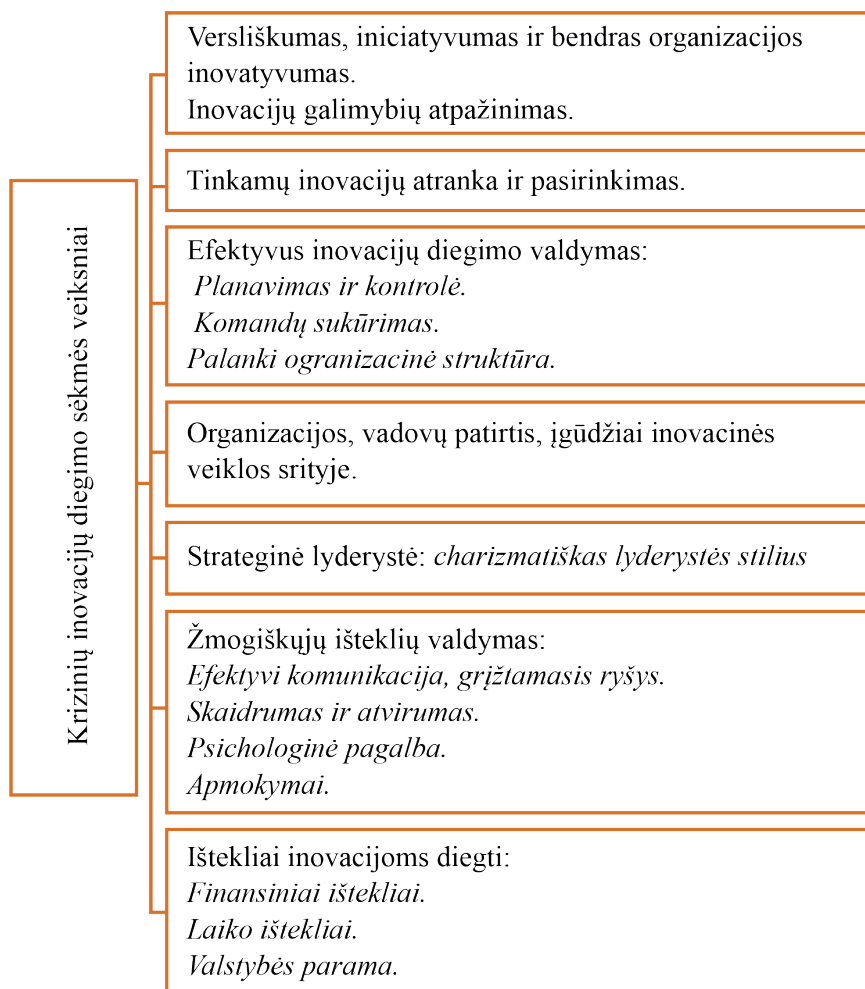 Krizinių inovacijų diegimo sėkmės veiksniai
Versliškumas, iniciatyvumas ir bendras organizacijos
inovatyvumas.
Inovacijų galimybių atpažinimas.
Tinkamų inovacijų atranka ir pasirinkimas.
Efektyvus inovacijų diegimo valdymas:
Planavimas ir kontrolė.
Komandų sukūrimas.
Palanki ogranizacinė struktūra.
Organizacijos, vadovų patirtis, įgūdžiai inovacinės
veiklos srityje.
Strateginė lyderystė: charizmatiškas lyderystės stilius
Žmogiškųjų išteklių valdymas:
Efektyvi komunikacija, grįžtamasis ryšys.
Skaidrumas ir atvirumas.
Psichologinė pagalba.
Apmokymai.
Ištekliai inovacijoms diegti:
Finansiniai ištekliai.
Laiko ištekliai.
Valstybės parama.